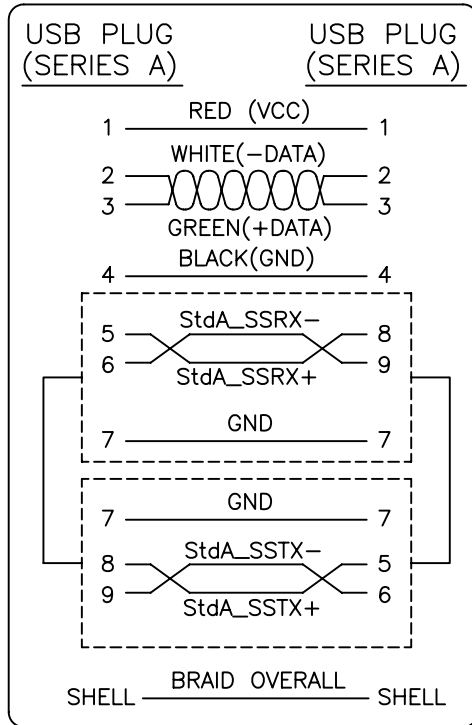 USB PLUG USB PLUG
(SERIES A) (SERIES A)
RED (VCC)
1 1
WHITE(−DATA)
2 2
3 3
GREEN(+DATA)
BLACK(GND)
4 4
StdA_SSRX−
5 8
6 9
StdA_SSRX+
GND
7 7
GND
7 7
StdA_SSTX−
8 5
9 6
StdA_SSTX+
BRAID OVERALL
SHELL SHELL